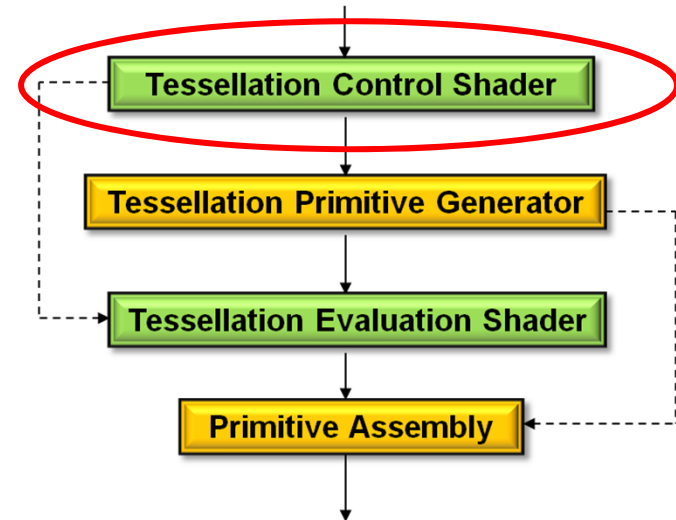 Tessellation Control Shader
Tessellation Primitive Generator
Tessellation Evaluation Shader
Primitive Assembly